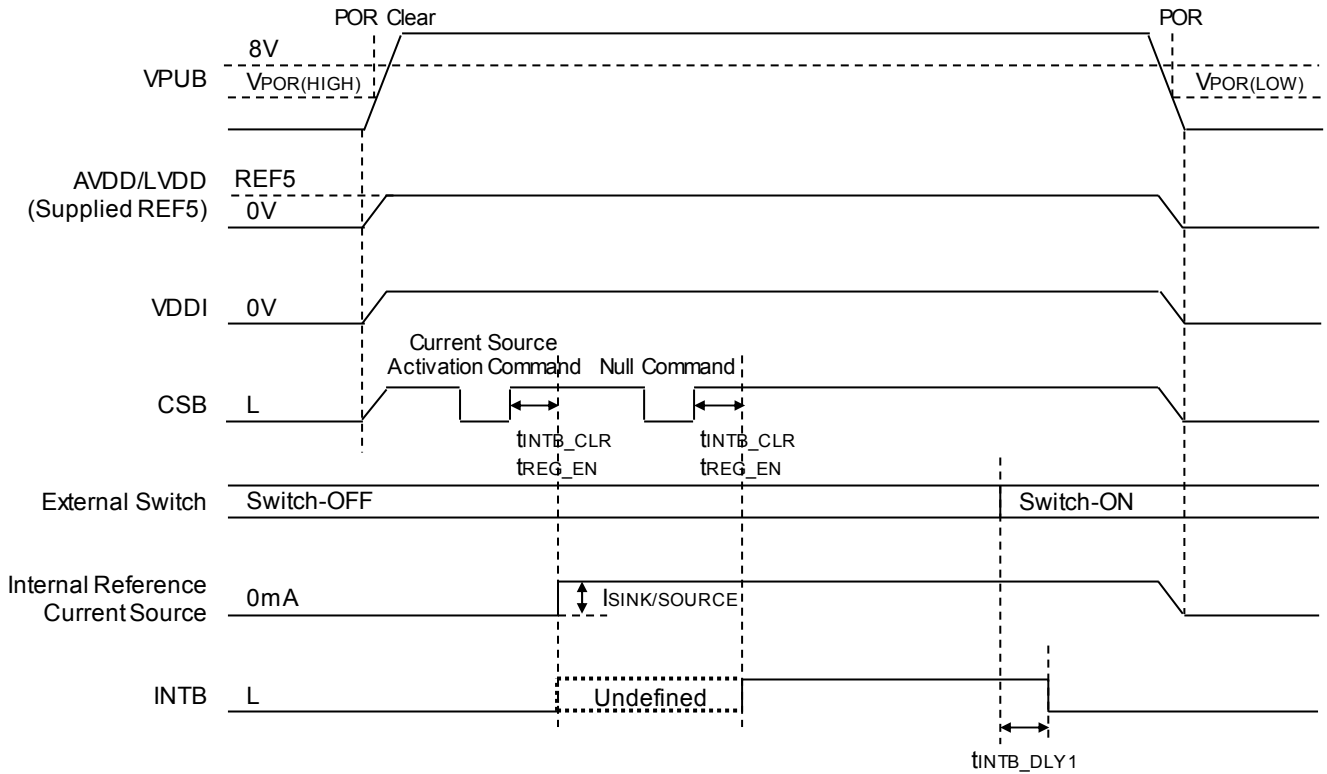 POR Clear
POR
8V
VPUB
VPOR(HIGH)
VPOR(LOW)
AVDD/LVDD
(Supplied REF5)
REF5
0V
VDDI
0V
Current Source
Activation Command
Null Command
CSB
L
tINTB_CLR
tREG_EN
tINTB_CLR
tREG_EN
External Switch
Switch-OFF
Switch-ON
Internal Reference
Current Source
0mA
ISINK/SOURCE
INTB
L
Undefined
tINTB_DLY1